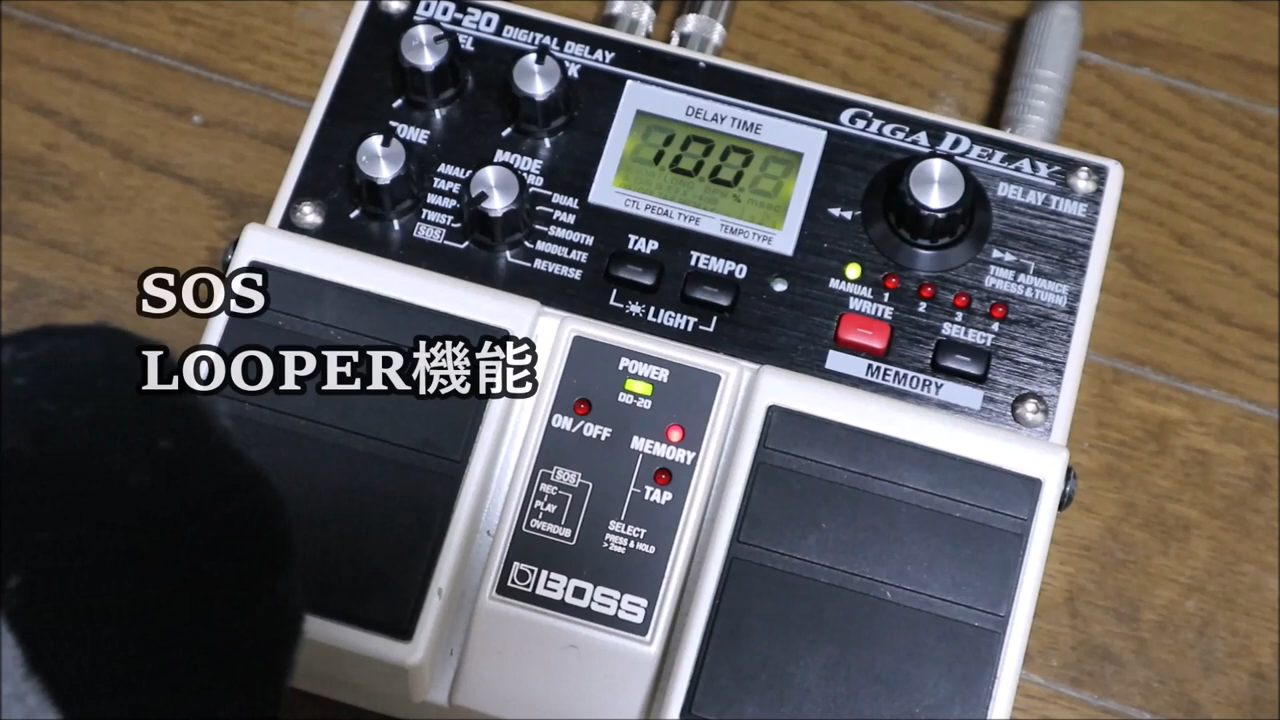 DD-20 DIGITAL DELAY
DELAY TIME
100
CTL PEDAL TYPE
TEMPO TYPE
GIGA DELAY
DELAY TIME
TIME ADVANCE
(PRESS & TURN)
MODE
TAPE
WARP
TWIST
SOS
DUAL
PAN
SMOOTH
MODULATE
REVERSE
TAP
TEMPO
LIGHT
MANUAL 1 2 3 4
WRITE
SELECT
MEMORY
SOS
LOOPER機能
POWER
DD-20
ON/OFF
MEMORY
TAP
SELECT
PRESS & HOLD
> 2sec
SOS
REC
PLAY
OVERDUB
BOSS